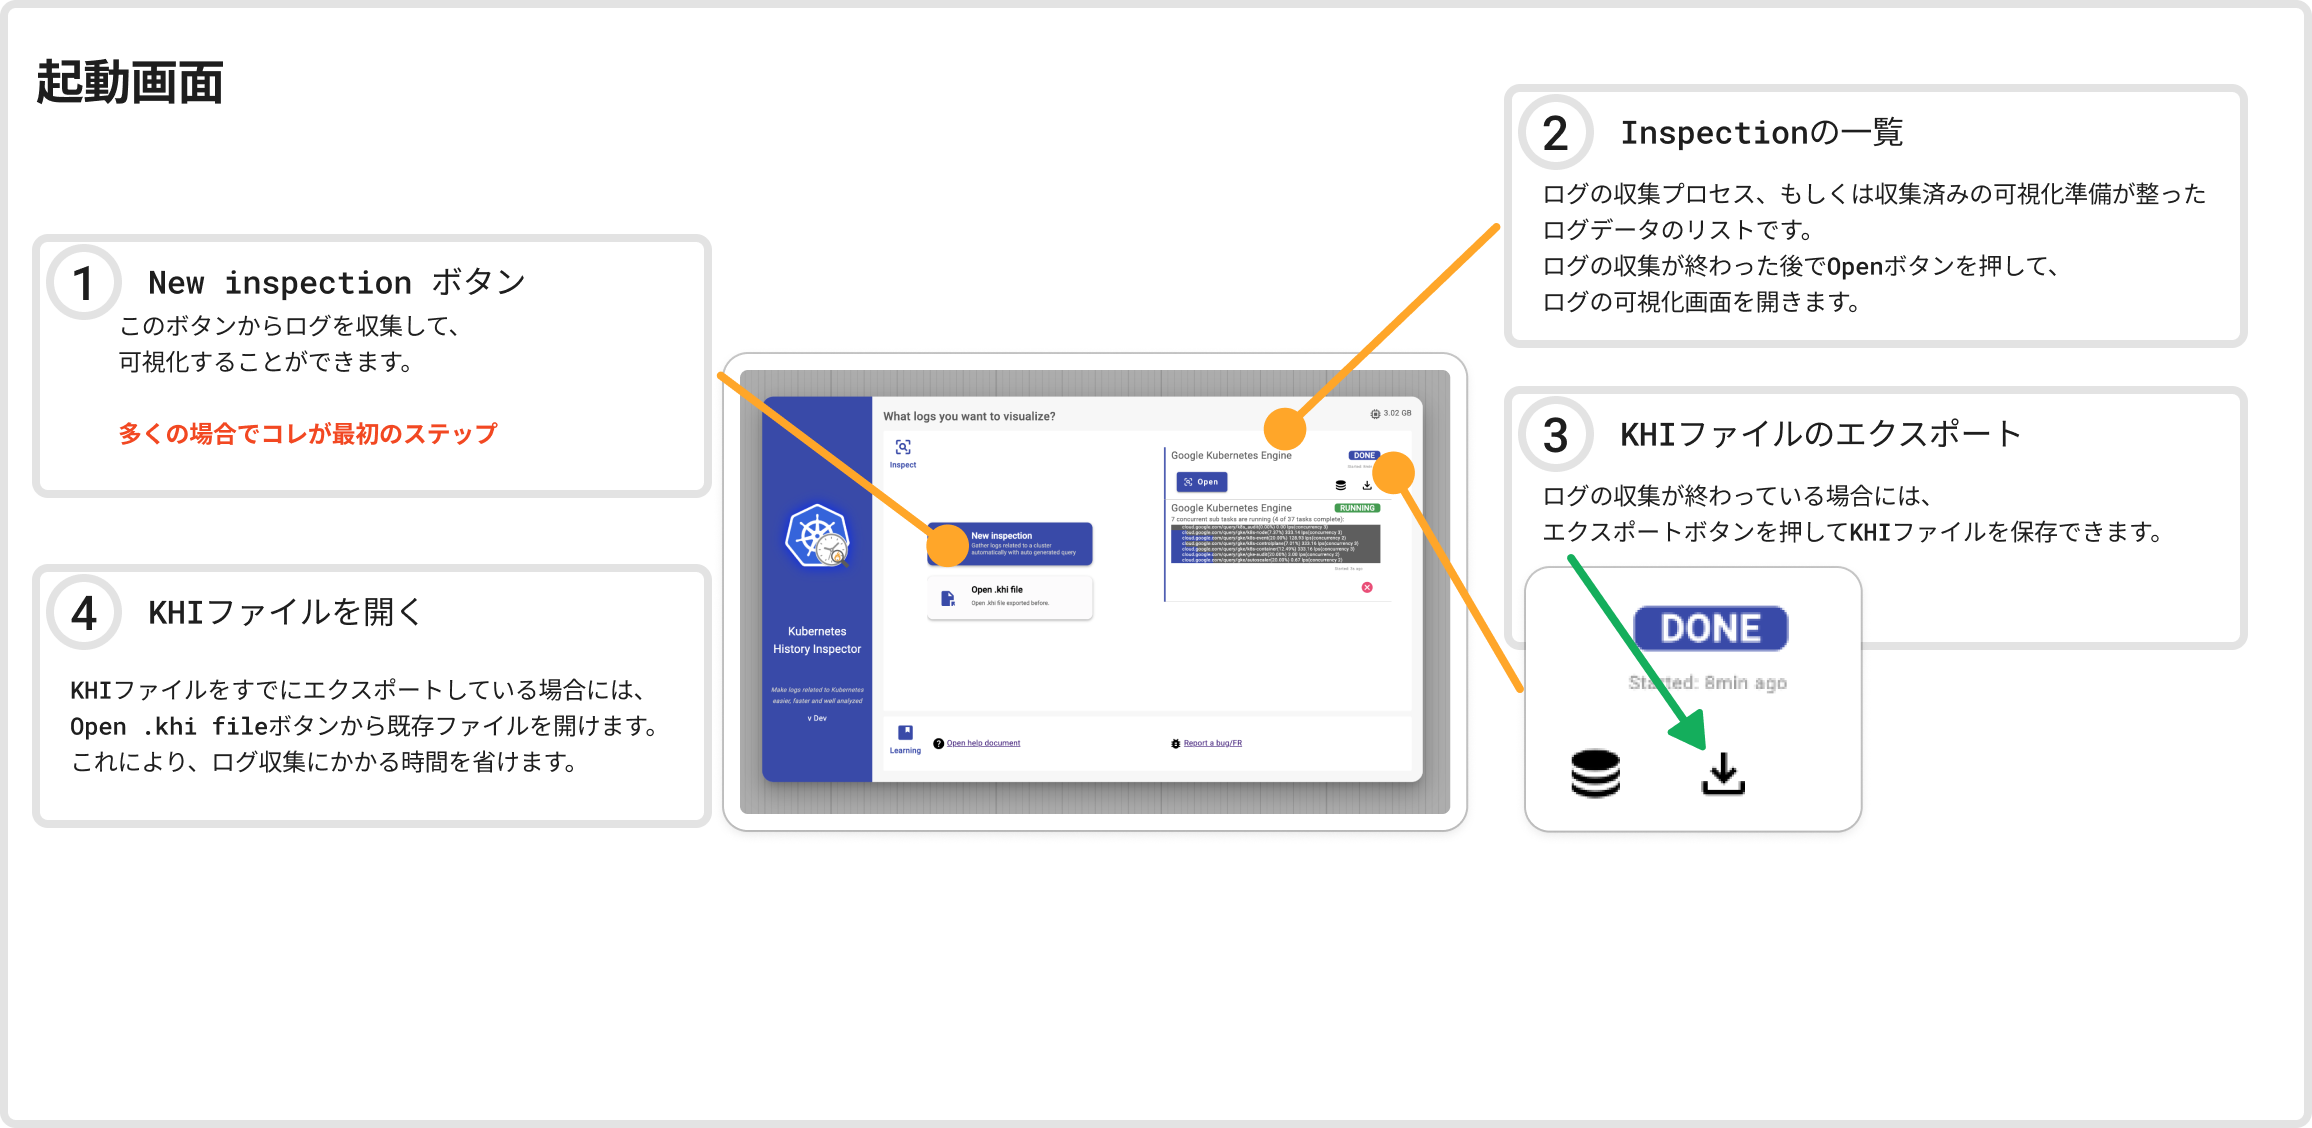 起動画面
1
New inspection ボタン
このボタンからログを収集して、
可視化することができます。
多くの場合でコレが最初のステップ
4
KHIファイルを開く
KHIファイルをすでにエクスポートしている場合には、
Open .khi fileボタンから既存ファイルを開けます。
これにより、ログ収集にかかる時間を省けます。
What logs you want to visualize?
3.02 GB
Inspect
New inspection
Gather logs related to a cluster
automatically with auto generated query
Open .khi file
Open .khi file exported before.
Kubernetes
History Inspector
Make logs related to Kubernetes
easier, faster and well analyzed
v Dev
Google Kubernetes Engine
DONE
Open
Google Kubernetes Engine
RUNNING
7 concurrent sub tasks are running (4 of 37 tasks complete):
Learning
Open help document
Report a bug/FR
2
Inspectionの一覧
ログの収集プロセス、もしくは収集済みの可視化準備が整った
ログデータのリストです。
ログの収集が終わった後でOpenボタンを押して、
ログの可視化画面を開きます。
3
KHIファイルのエクスポート
ログの収集が終わっている場合には、
エクスポートボタンを押してKHIファイルを保存できます。
DONE
Started: 8min ago